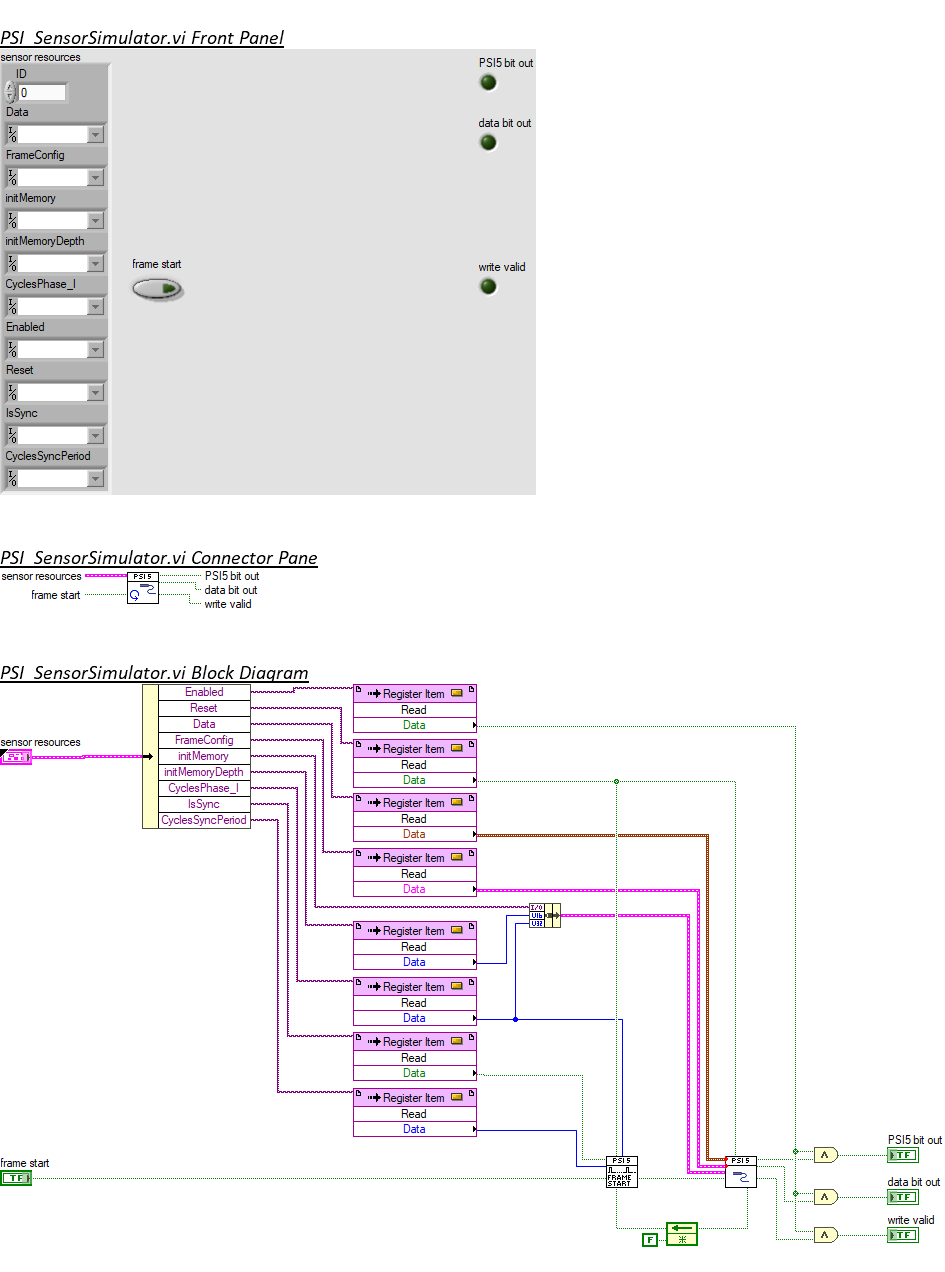 PSI_SensorSimulator.vi Front Panel
sensor resources
ID
0
Data
FrameConfig
initMemory
initMemoryDepth
CyclesPhase_I
Enabled
Reset
IsSync
CyclesSyncPeriod
frame start
PSI5 bit out
data bit out
write valid
PSI_SensorSimulator.vi Connector Pane
sensor resources
frame start
PSI5
PSI5 bit out
data bit out
write valid
PSI_SensorSimulator.vi Block Diagram
sensor resources
Enabled
Reset
Data
FrameConfig
initMemory
initMemoryDepth
CyclesPhase_I
IsSync
CyclesSyncPeriod
Register Item
Read
Data
Register Item
Read
Data
Register Item
Read
Data
Register Item
Read
Data
I/O
U16
U32
Register Item
Read
Data
Register Item
Read
Data
Register Item
Read
Data
Register Item
Read
Data
frame start
TF
PSI5
FRAME
START
PSI5
F
PSI5 bit out
TF
data bit out
TF
write valid
TF